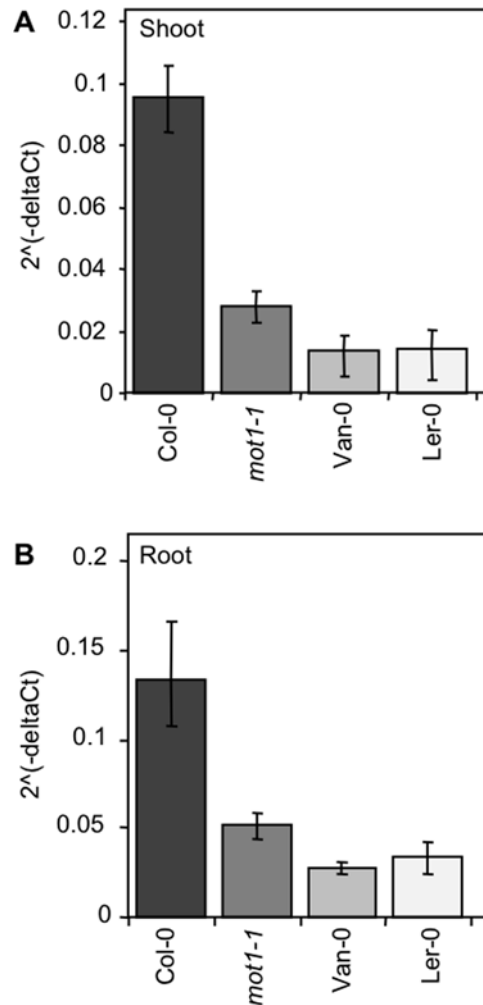 A
Shoot
0.12
0.1
0.08
0.06
0.04
0.02
0
2^(-deltaCt)
Col-0
mot1-1
Van-0
Ler-0
B
Root
0.2
0.15
0.1
0.05
0
2^(-deltaCt)
Col-0
mot1-1
Van-0
Ler-0